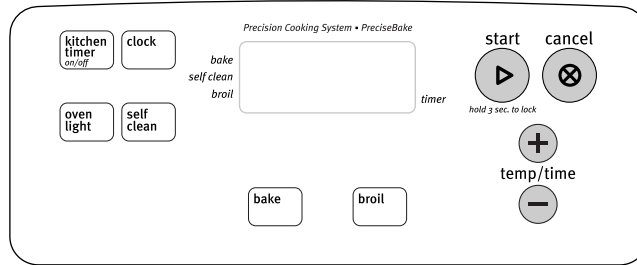 Precision Cooking System • PreciseBake
kitchen
timer
on/off
clock
bake
self clean
broil
timer
start
cancel
hold 3 sec. to lock
oven
light
self
clean
temp/time
bake
broil